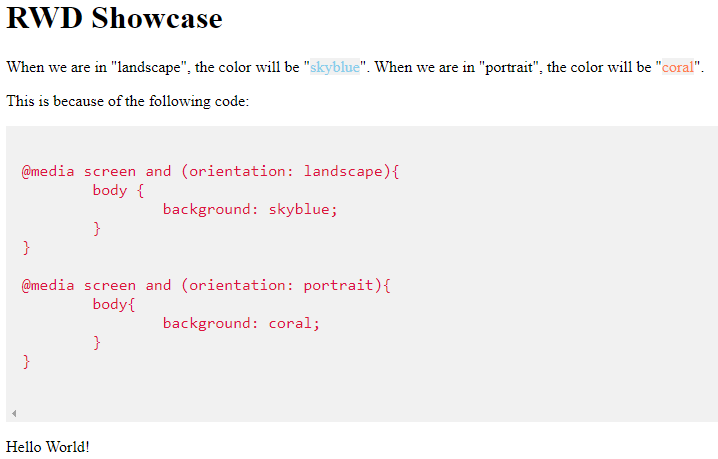 RWD Showcase
When we are in "landscape", the color will be "skyblue". When we are in "portrait", the color will be "coral".
This is because of the following code:
@media screen and (orientation: landscape){
        body {
                background: skyblue;
        }
}
@media screen and (orientation: portrait){
        body{
                background: coral;
        }
}
Hello World!